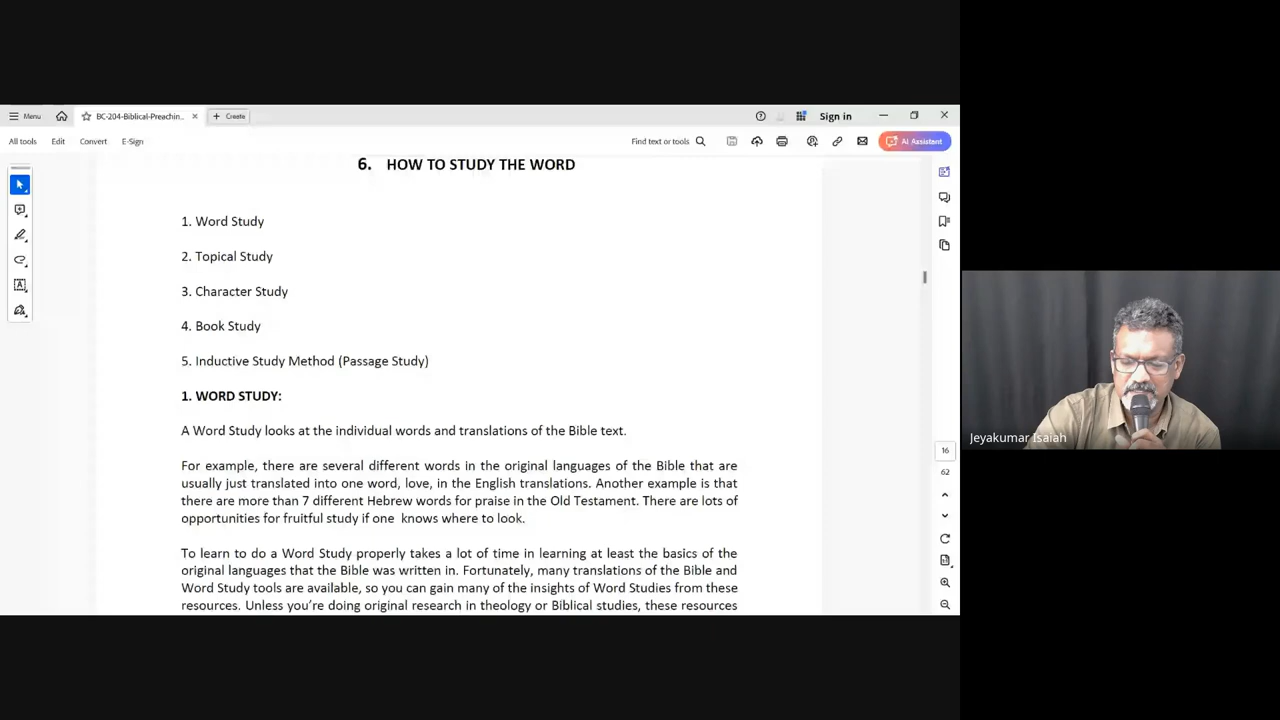 Menu
BC-204-Biblical-Preachin...
Create
Sign in
All tools
Edit
Convert
E-Sign
Find text or tools
AI Assistant
6. HOW TO STUDY THE WORD
1. Word Study
2. Topical Study
3. Character Study
4. Book Study
5. Inductive Study Method (Passage Study)
1. WORD STUDY:
A Word Study looks at the individual words and translations of the Bible text.
For example, there are several different words in the original languages of the Bible that are
usually just translated into one word, love, in the English translations. Another example is that
there are more than 7 different Hebrew words for praise in the Old Testament. There are lots of
opportunities for fruitful study if one knows where to look.
To learn to do a Word Study properly takes a lot of time in learning at least the basics of the
original languages that the Bible was written in. Fortunately, many translations of the Bible and
Word Study tools are available, so you can gain many of the insights of Word Studies from these
resources. Unless you’re doing original research in theology or Biblical studies, these resources
16
62
Jeyakumar Isaiah